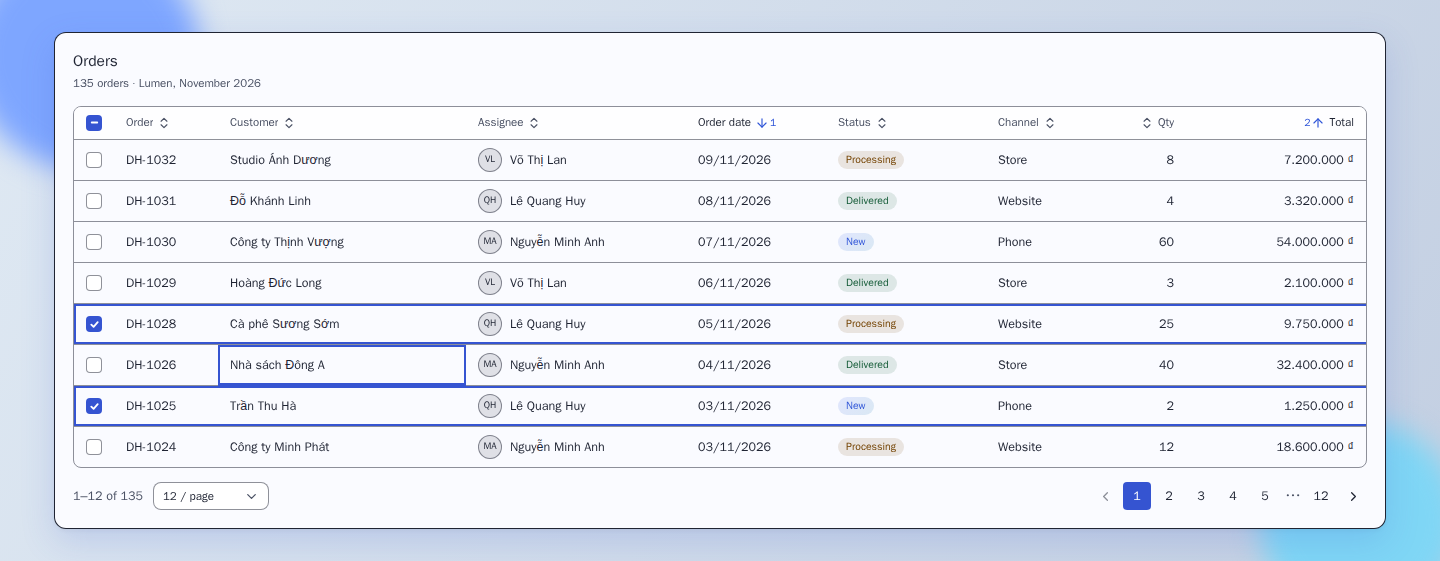 Orders
135 orders · Lumen, November 2026
Order Customer Assignee Order date 1 Status Channel Qty 2 Total
DH-1032 Studio Ánh Dương VL Võ Thị Lan 09/11/2026 Processing Store 8 7.200.000 ₫
DH-1031 Đỗ Khánh Linh QH Lê Quang Huy 08/11/2026 Delivered Website 4 3.320.000 ₫
DH-1030 Công ty Thịnh Vượng MA Nguyễn Minh Anh 07/11/2026 New Phone 60 54.000.000 ₫
DH-1029 Hoàng Đức Long VL Võ Thị Lan 06/11/2026 Delivered Store 3 2.100.000 ₫
DH-1028 Cà phê Sương Sớm QH Lê Quang Huy 05/11/2026 Processing Website 25 9.750.000 ₫
DH-1026 Nhà sách Đông A MA Nguyễn Minh Anh 04/11/2026 Delivered Store 40 32.400.000 ₫
DH-1025 Trần Thu Hà QH Lê Quang Huy 03/11/2026 New Phone 2 1.250.000 ₫
DH-1024 Công ty Minh Phát MA Nguyễn Minh Anh 03/11/2026 Processing Website 12 18.600.000 ₫
1–12 of 135 12 / page 1 2 3 4 5 ··· 12